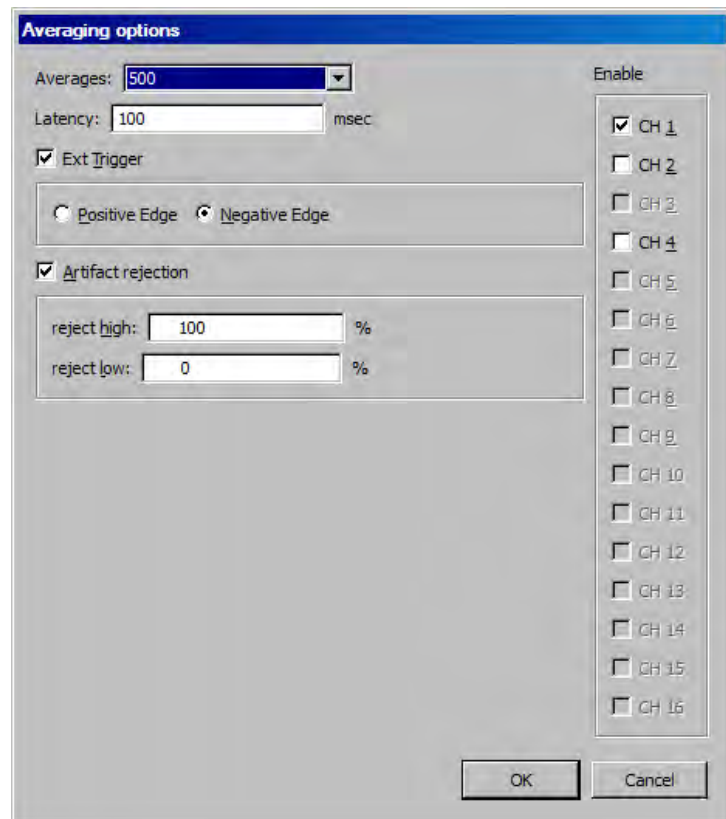 Averaging options
Averages: 500
Latency: 100 msec
Ext Trigger
Positive Edge Negative Edge
Artifact rejection
reject high: 100 %
reject low: 0 %
Enable
CH 1
CH 2
CH 3
CH 4
CH 5
CH 6
CH 7
CH 8
CH 9
CH 10
CH 11
CH 12
CH 13
CH 14
CH 15
CH 16
OK Cancel